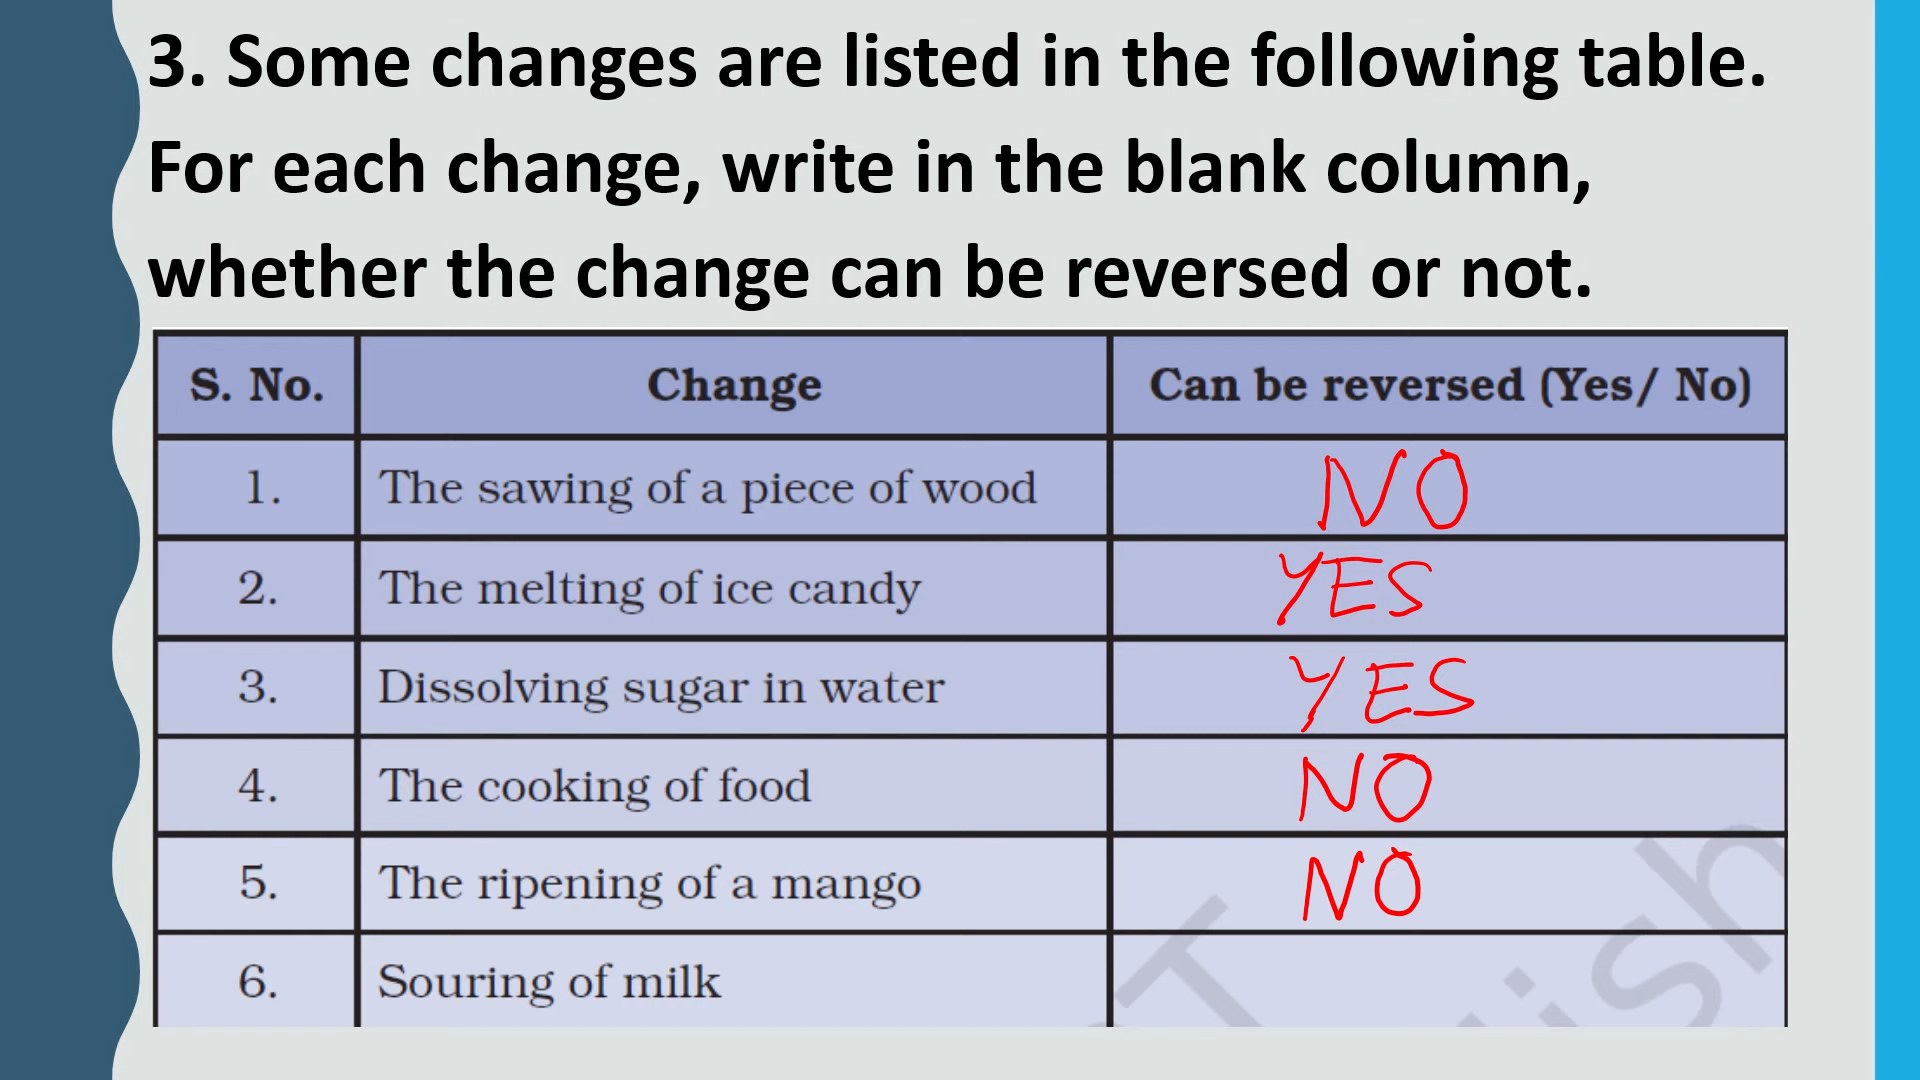 3. Some changes are listed in the following table.
For each change, write in the blank column,
whether the change can be reversed or not.
S. No. Change Can be reversed (Yes/ No)
1. The sawing of a piece of wood NO
2. The melting of ice candy YES
3. Dissolving sugar in water YES
4. The cooking of food NO
5. The ripening of a mango NO
6. Souring of milk